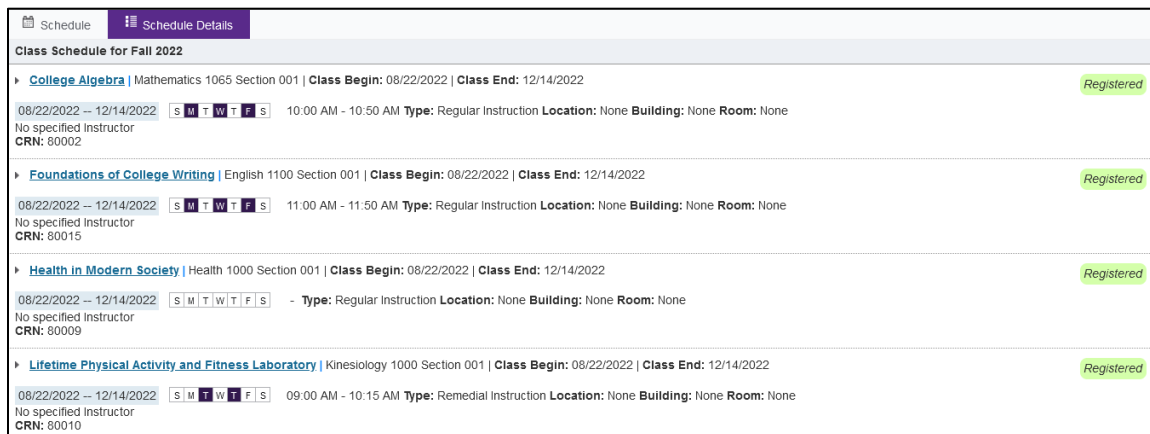 Schedule Schedule Details
Class Schedule for Fall 2022
College Algebra | Mathematics 1065 Section 001 | Class Begin: 08/22/2022 | Class End: 12/14/2022 Registered
08/22/2022 -- 12/14/2022 S M T W T F S 10:00 AM - 10:50 AM Type: Regular Instruction Location: None Building: None Room: None
No specified Instructor
CRN: 80002
Foundations of College Writing | English 1100 Section 001 | Class Begin: 08/22/2022 | Class End: 12/14/2022 Registered
08/22/2022 -- 12/14/2022 S M T W T F S 11:00 AM - 11:50 AM Type: Regular Instruction Location: None Building: None Room: None
No specified Instructor
CRN: 80015
Health in Modern Society | Health 1000 Section 001 | Class Begin: 08/22/2022 | Class End: 12/14/2022 Registered
08/22/2022 -- 12/14/2022 S M T W T F S - Type: Regular Instruction Location: None Building: None Room: None
No specified Instructor
CRN: 80009
Lifetime Physical Activity and Fitness Laboratory | Kinesiology 1000 Section 001 | Class Begin: 08/22/2022 | Class End: 12/14/2022 Registered
08/22/2022 -- 12/14/2022 S M T W T F S 09:00 AM - 10:15 AM Type: Remedial Instruction Location: None Building: None Room: None
No specified Instructor
CRN: 80010